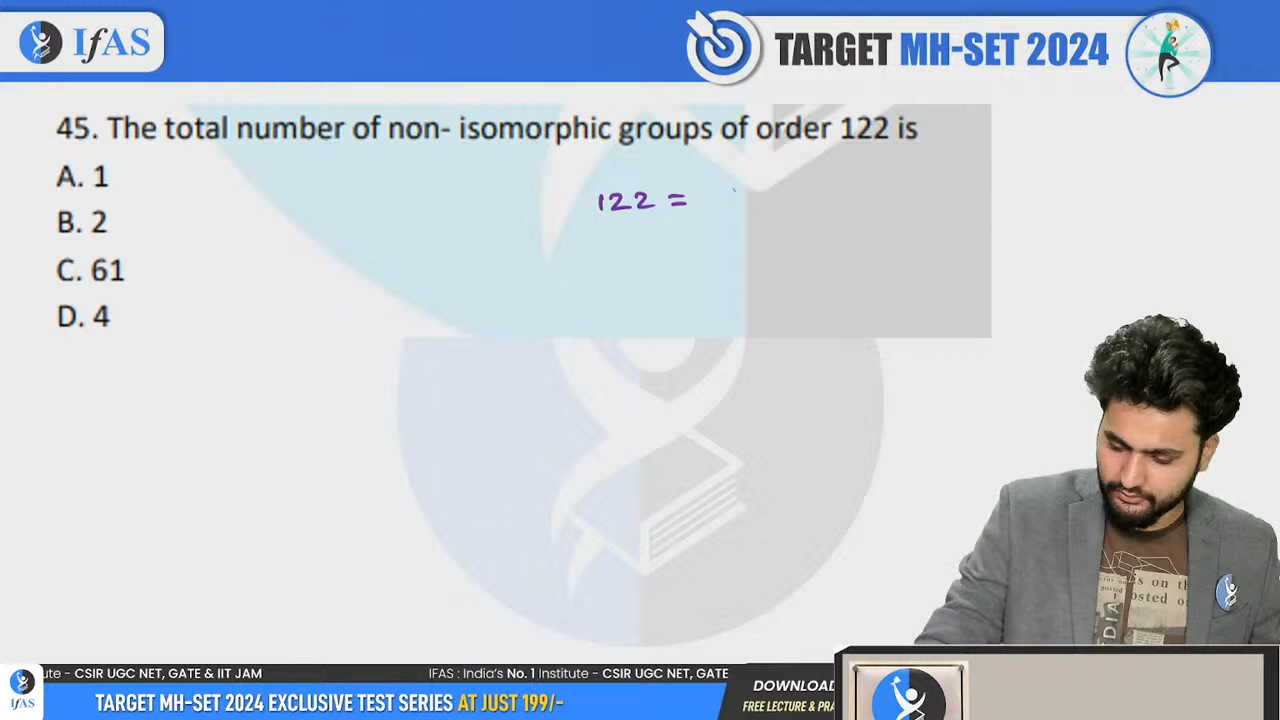 IfAS
TARGET MH-SET 2024
45. The total number of non- isomorphic groups of order 122 is
A. 1
122 =
B. 2
C. 61
D. 4
ute - CSIR UGC NET, GATE & IIT JAM
IFAS : India's No. 1 Institute - CSIR UGC NET, GATE
IfAS
TARGET MH-SET 2024 EXCLUSIVE TEST SERIES AT JUST 199/-
DOWNLOAD
FREE LECTURE & PRA